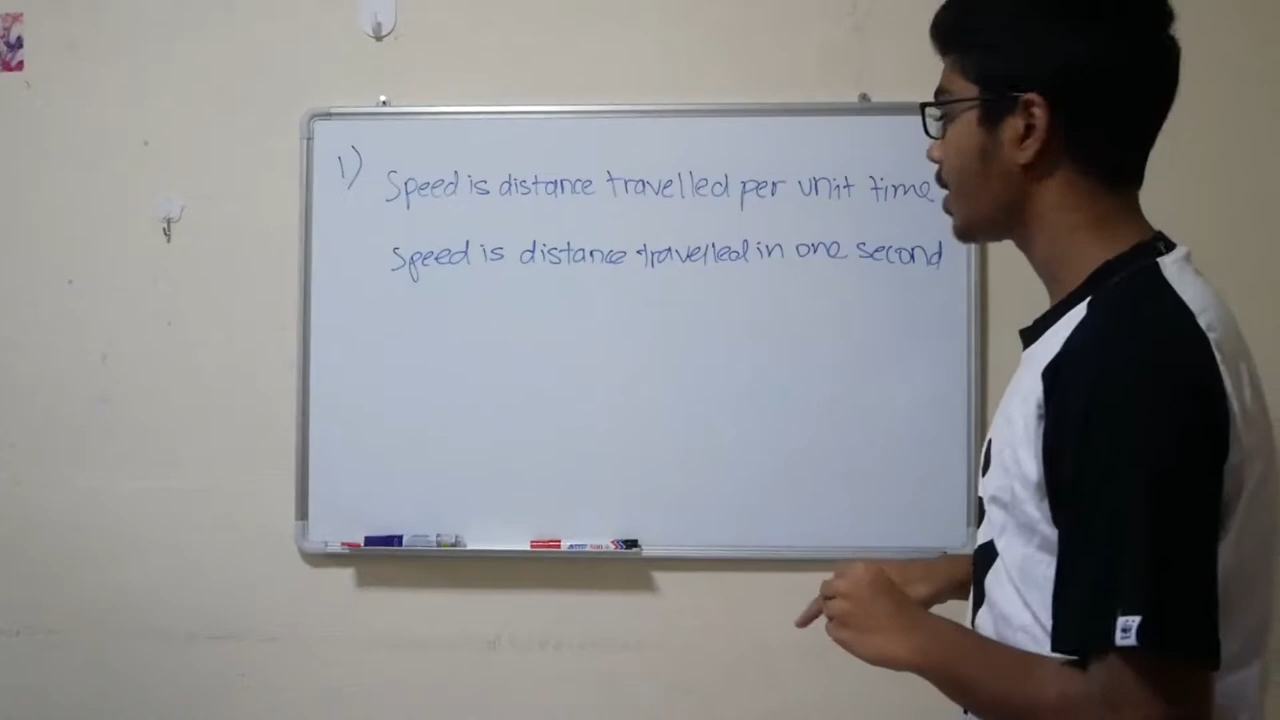 1) Speed is distance travelled per unit time
Speed is distance travelled in one second